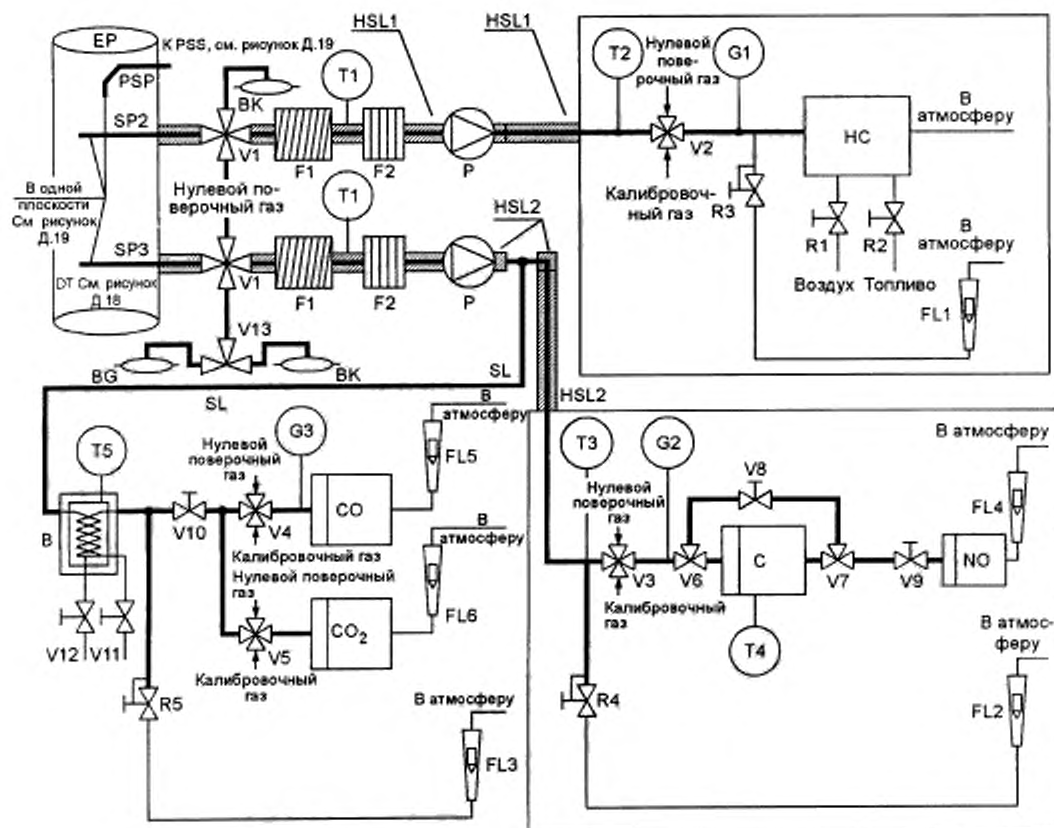 EP
К PSS, см. рисунок Д.19
PSP
SP2
BK
V1
F1
T1
F2
P
HSL1
HSL1
В одной
плоскости
См. рисунок
Д.19
Нулевой по-
верочный газ
SP3
DT См. рисунок
Д 18
V1
F1
T1
F2
P
HSL2
V13
BG
BK
SL
SL
HSL2
T2
Нулевой
пове-
рочный газ
G1
V2
Калибровоч-
ный газ
R3
HC
В
атмосферу
R1
R2
Воздух
Топливо
В
атмосферу
FL1
T5
B
V12
V11
V10
Нулевой
поверочный
газ
G3
V4
CO
Калибровочный газ
Нулевой поверочный
газ
V5
CO2
Калибровочный
газ
В
атмосферу
FL5
В
атмосферу
FL6
R5
В атмосферу
FL3
T3
G2
Нулевой
поверочный
газ
V3
Калибровочный
газ
V6
V8
C
T4
V7
V9
NO
В атмосферу
FL4
R4
В атмос-
феру
FL2